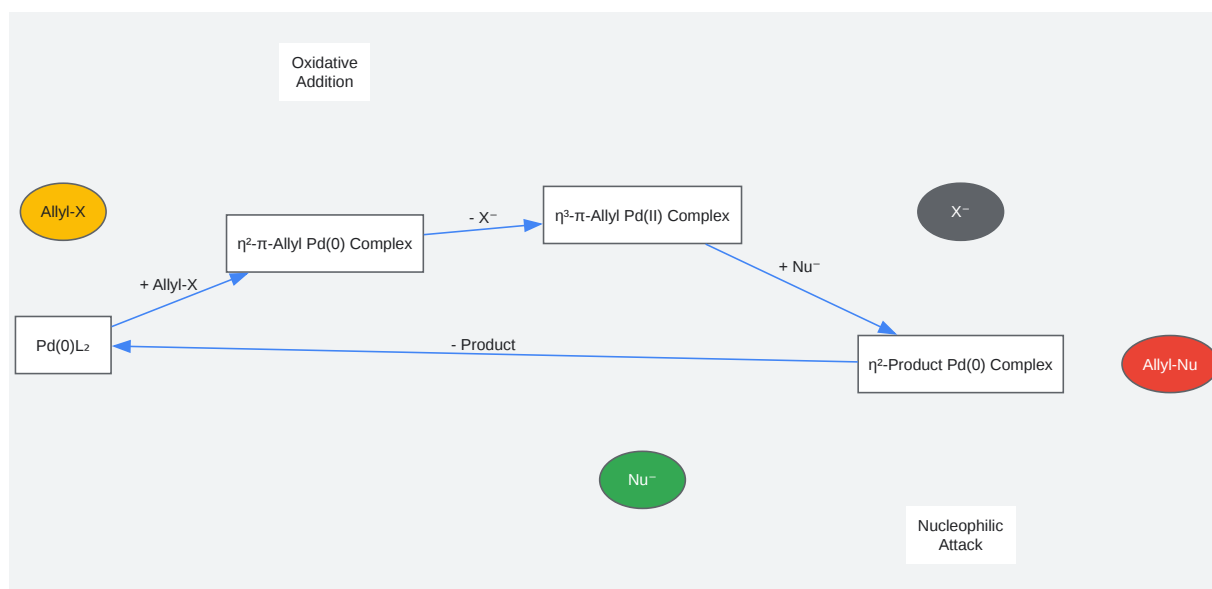 Oxidative
Addition
Allyl-X
η²-π-Allyl Pd(0) Complex
- X⁻
η³-π-Allyl Pd(II) Complex
X⁻
+ Allyl-X
+ Nu⁻
Pd(0)L₂
- Product
η²-Product Pd(0) Complex
Allyl-Nu
Nu⁻
Nucleophilic
Attack